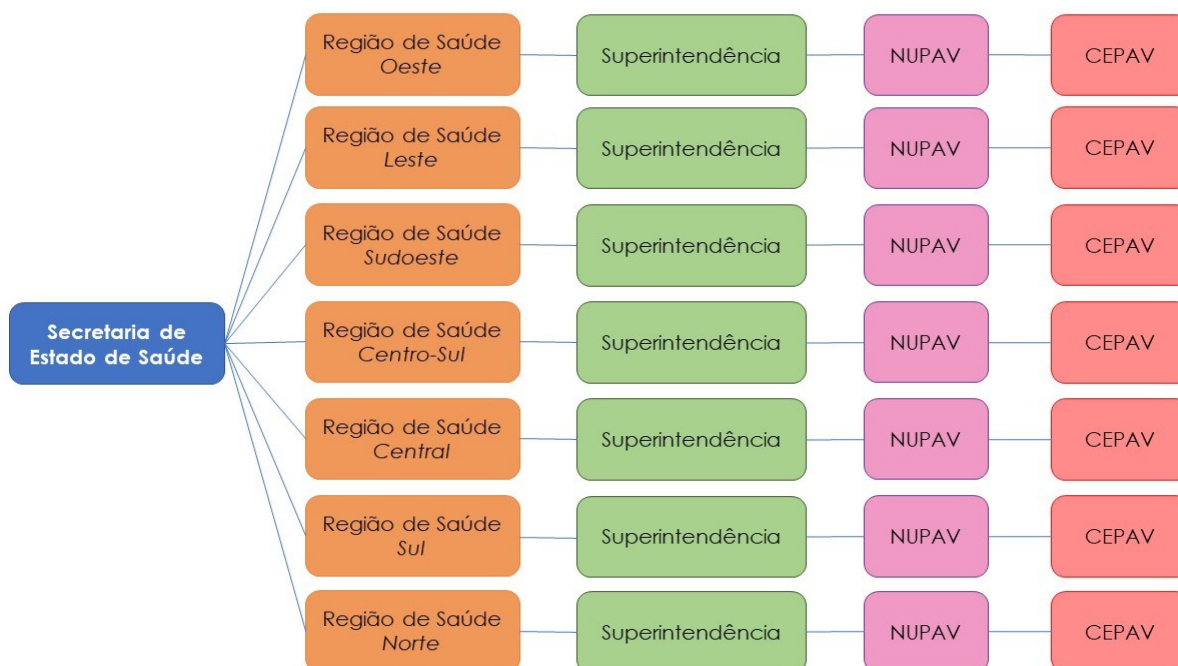 Região de Saúde
Oeste
Superintendência
NUPAV
CEPAV
Região de Saúde
Leste
Superintendência
NUPAV
CEPAV
Região de Saúde
Sudoeste
Superintendência
NUPAV
CEPAV
Secretaria de
Estado de Saúde
Região de Saúde
Centro-Sul
Superintendência
NUPAV
CEPAV
Região de Saúde
Central
Superintendência
NUPAV
CEPAV
Região de Saúde
Sul
Superintendência
NUPAV
CEPAV
Região de Saúde
Norte
Superintendência
NUPAV
CEPAV